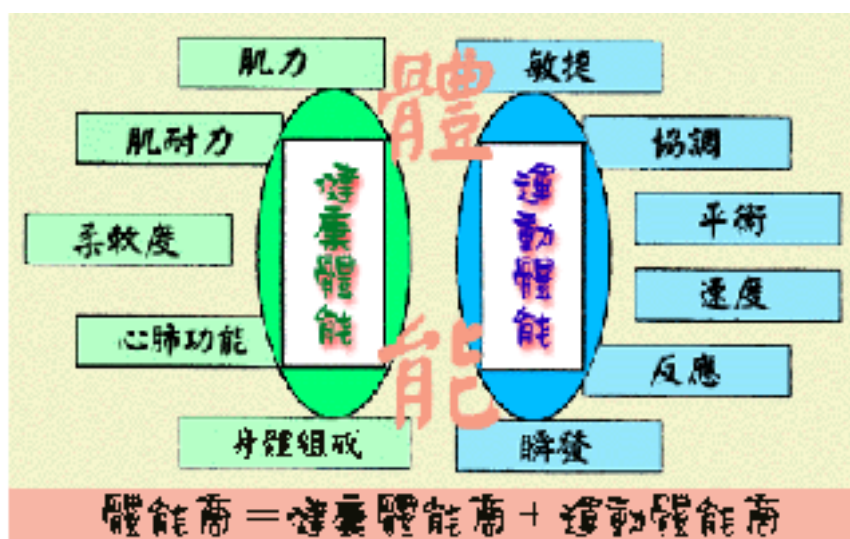 體能
肌力
肌耐力
柔軟度
心肺功能
身體組成
健康體能
運動體能
敏捷
協調
平衡
速度
反應
瞬發
體能商＝健康體能商＋運動體能商